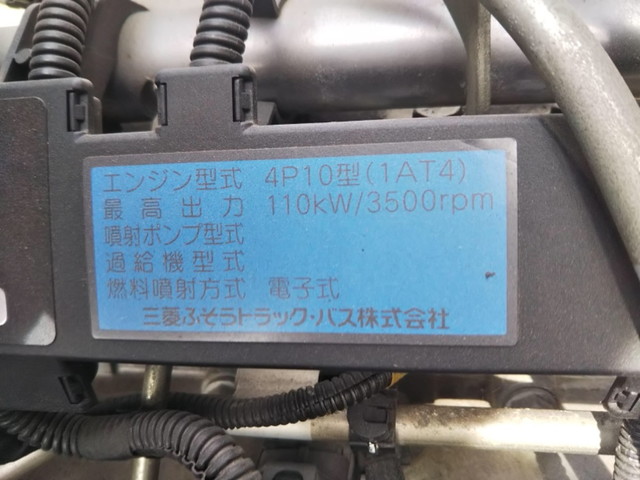 エンジン型式 4P10型(1AT4)
最高出力 110kW/3500rpm
噴射ポンプ型式
過給機型式
燃料噴射方式 電子式
三菱ふそうトラック・バス株式会社